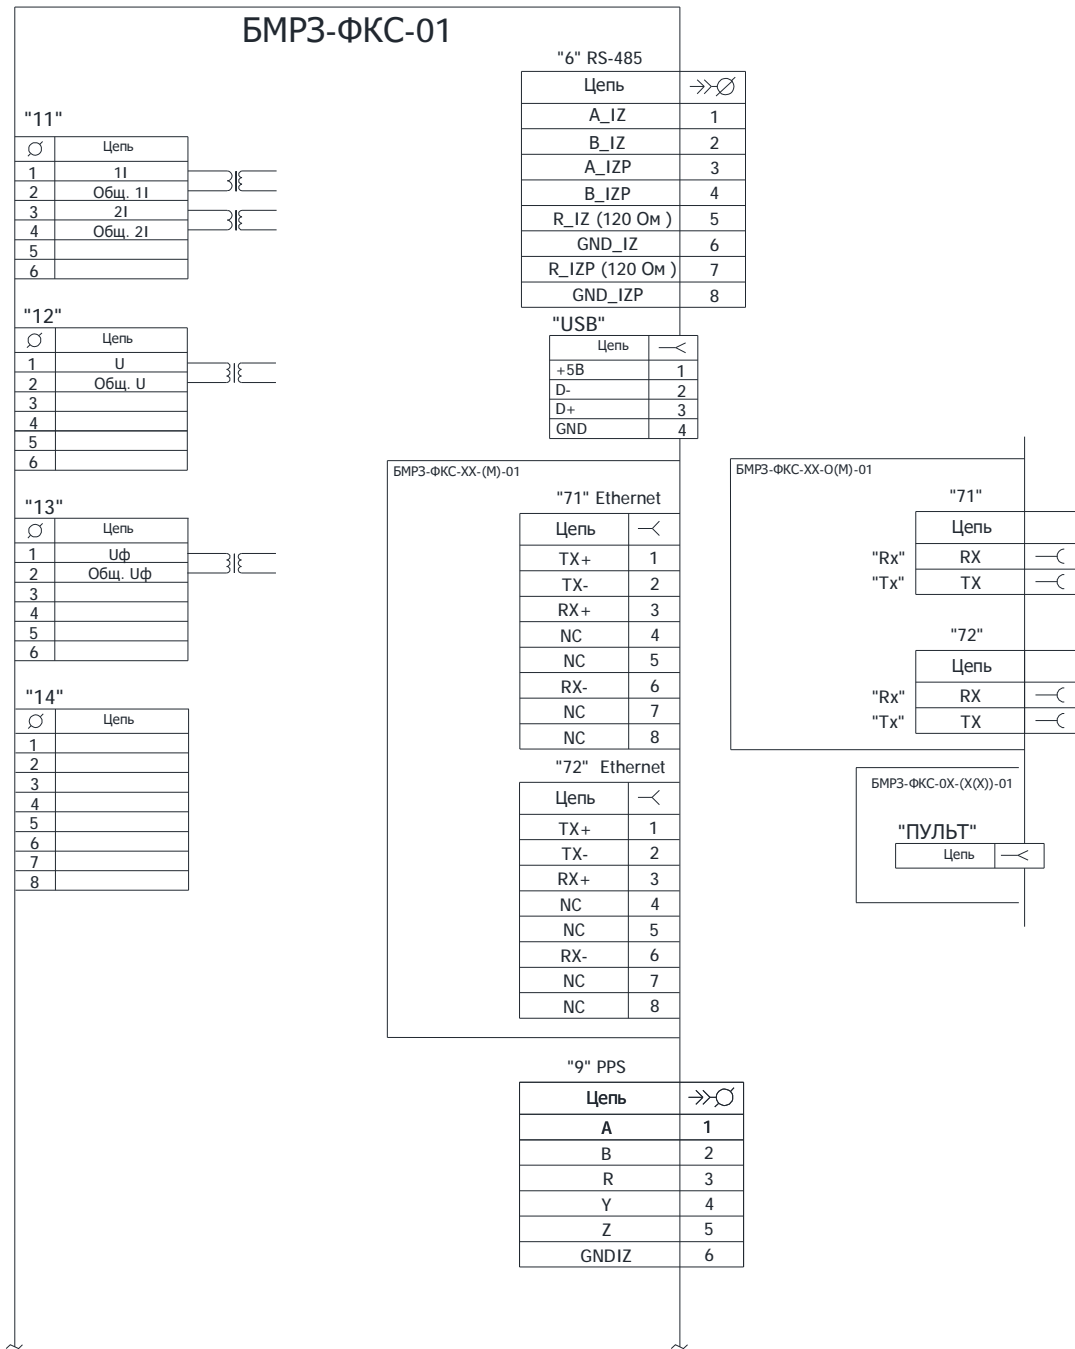 БМРЗ-ФКС-01
"11"
Цепь
1 1I
2 Общ. 1I
3 2I
4 Общ. 2I
5
6
"12"
Цепь
1 U
2 Общ. U
3
4
5
6
"13"
Цепь
1 Uф
2 Общ. Uф
3
4
5
6
"14"
Цепь
1
2
3
4
5
6
7
8
"6" RS-485
Цепь
A_IZ 1
B_IZ 2
A_IZP 3
B_IZP 4
R_IZ (120 Ом ) 5
GND_IZ 6
R_IZP (120 Ом ) 7
GND_IZP 8
"USB"
Цепь
+5В 1
D- 2
D+ 3
GND 4
БМРЗ-ФКС-ХХ-(М)-01
"71" Ethernet
Цепь
TX+ 1
TX- 2
RX+ 3
NC 4
NC 5
RX- 6
NC 7
NC 8
"72" Ethernet
Цепь
TX+ 1
TX- 2
RX+ 3
NC 4
NC 5
RX- 6
NC 7
NC 8
"9" PPS
Цепь
A 1
B 2
R 3
Y 4
Z 5
GNDIZ 6
БМРЗ-ФКС-ХХ-О(М)-01
"71"
Цепь
"Rx" RX
"Tx" TX
"72"
Цепь
"Rx" RX
"Tx" TX
БМРЗ-ФКС-0Х-(Х(Х))-01
"ПУЛЬТ"
Цепь